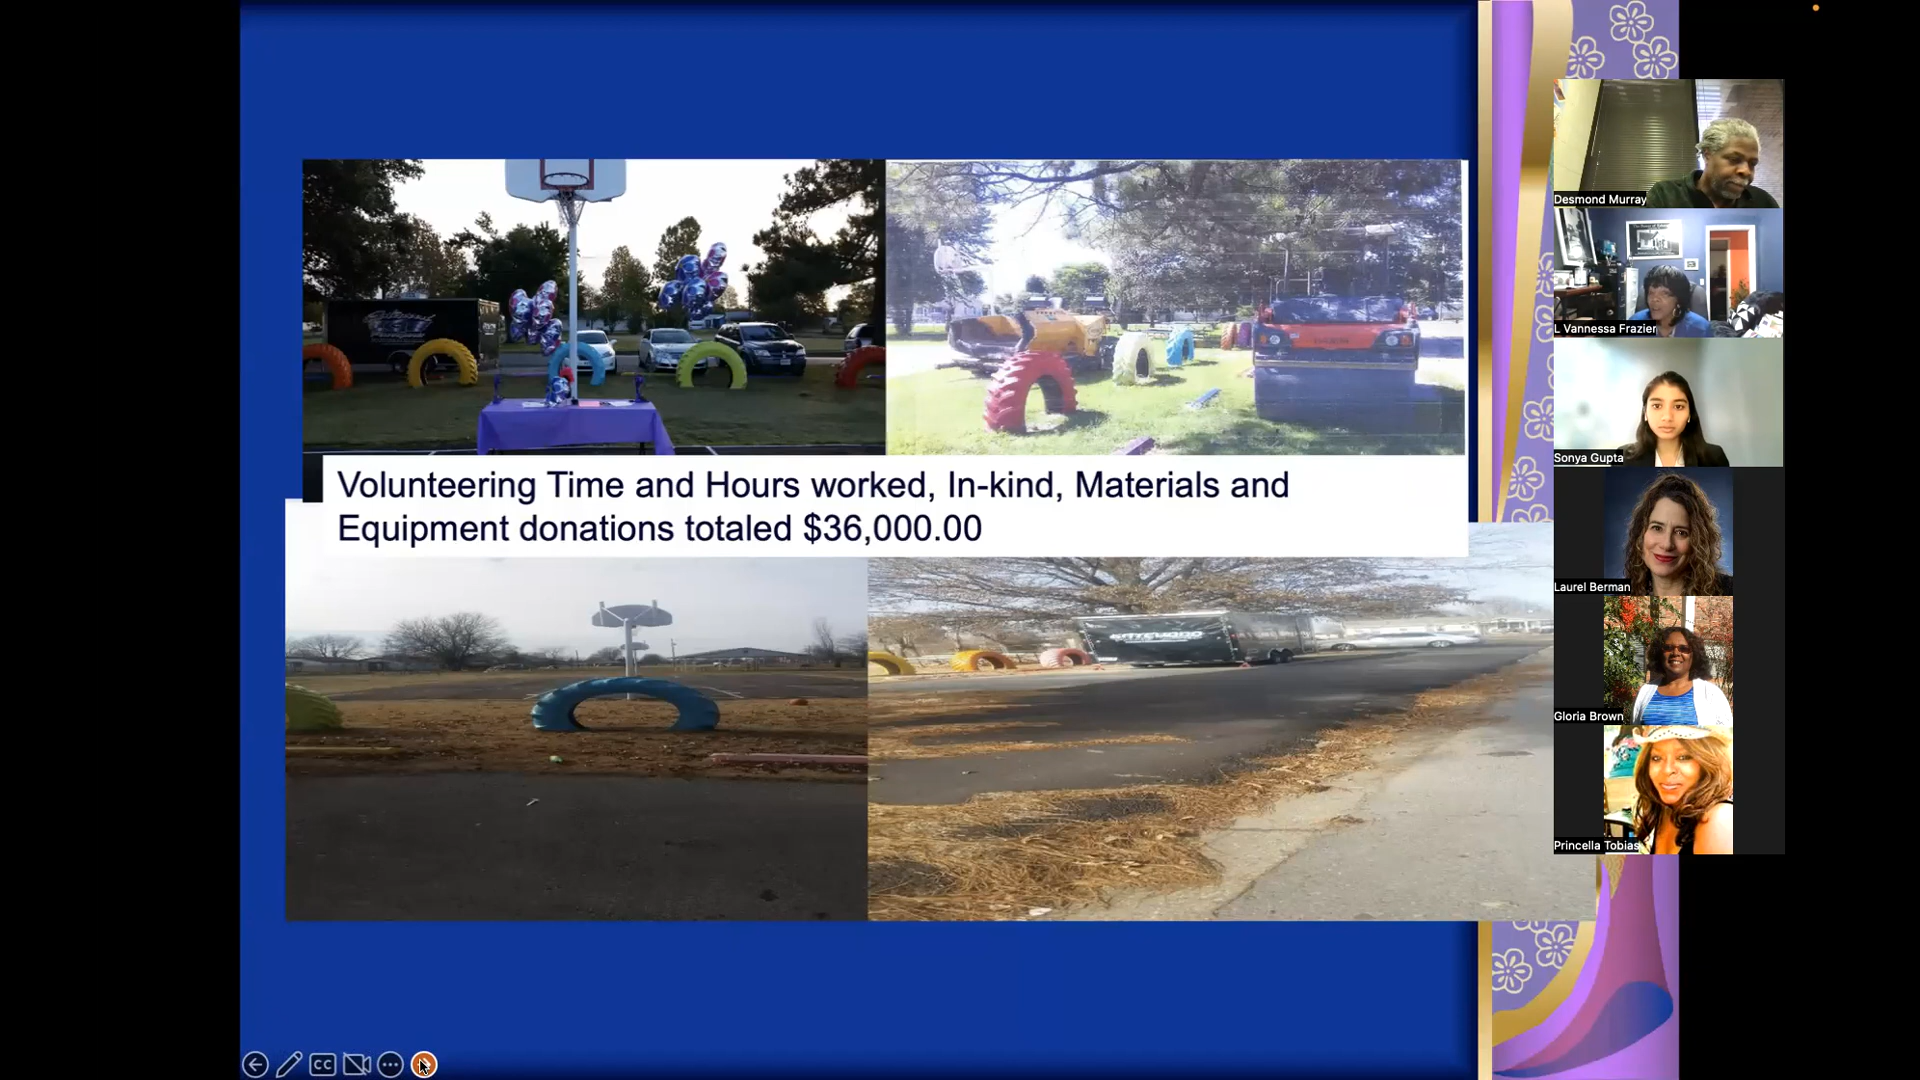 Volunteering Time and Hours worked, In-kind, Materials and
Equipment donations totaled $36,000.00
Desmond Murray
L Vannessa Frazier
Sonya Gupta
Laurel Berman
Gloria Brown
Princella Tobias
CC